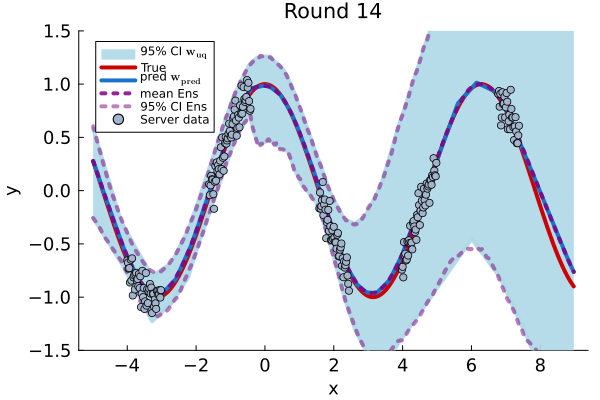 Round 14
95% CI w_uq
True
pred w_pred
mean Ens
95% CI Ens
Server data
y
1.5
1.0
0.5
0.0
−0.5
−1.0
−1.5
−4 −2 0 2 4 6 8
x